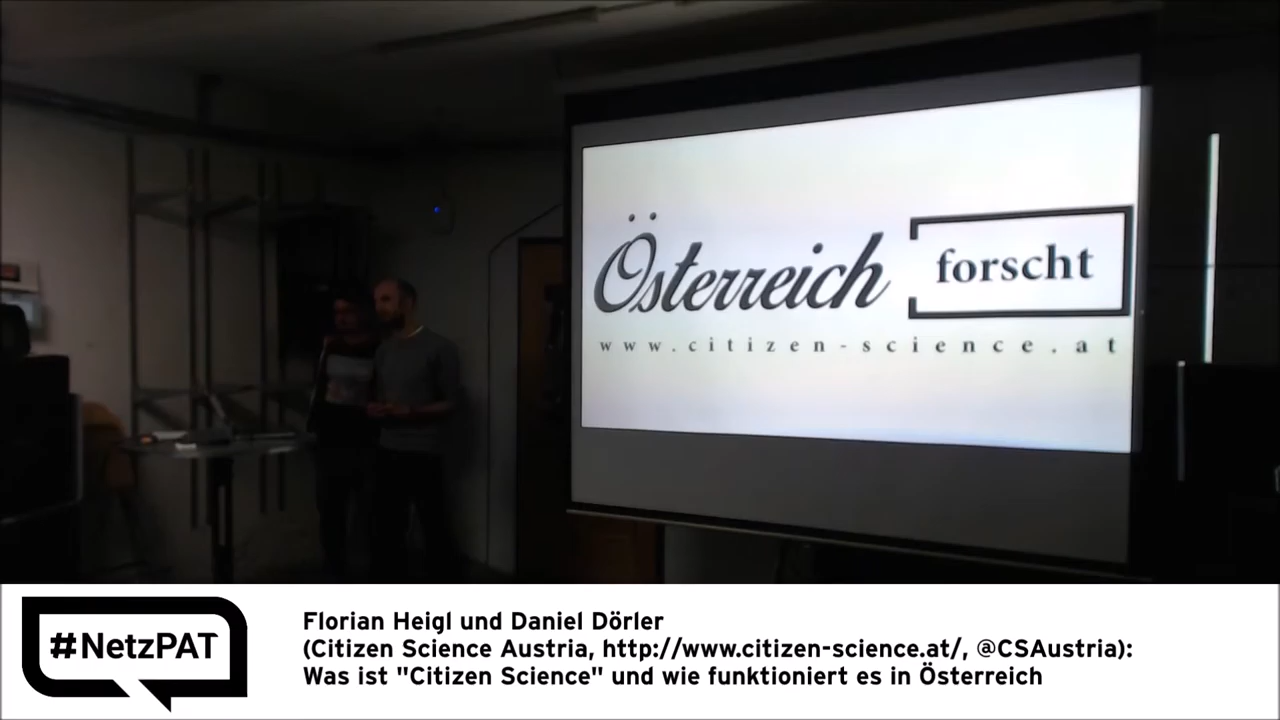 Österreich forscht
www.citizen-science.at
#NetzPAT
Florian Heigl und Daniel Dörler
(Citizen Science Austria, http://www.citizen-science.at/, @CSAustria):
Was ist "Citizen Science" und wie funktioniert es in Österreich